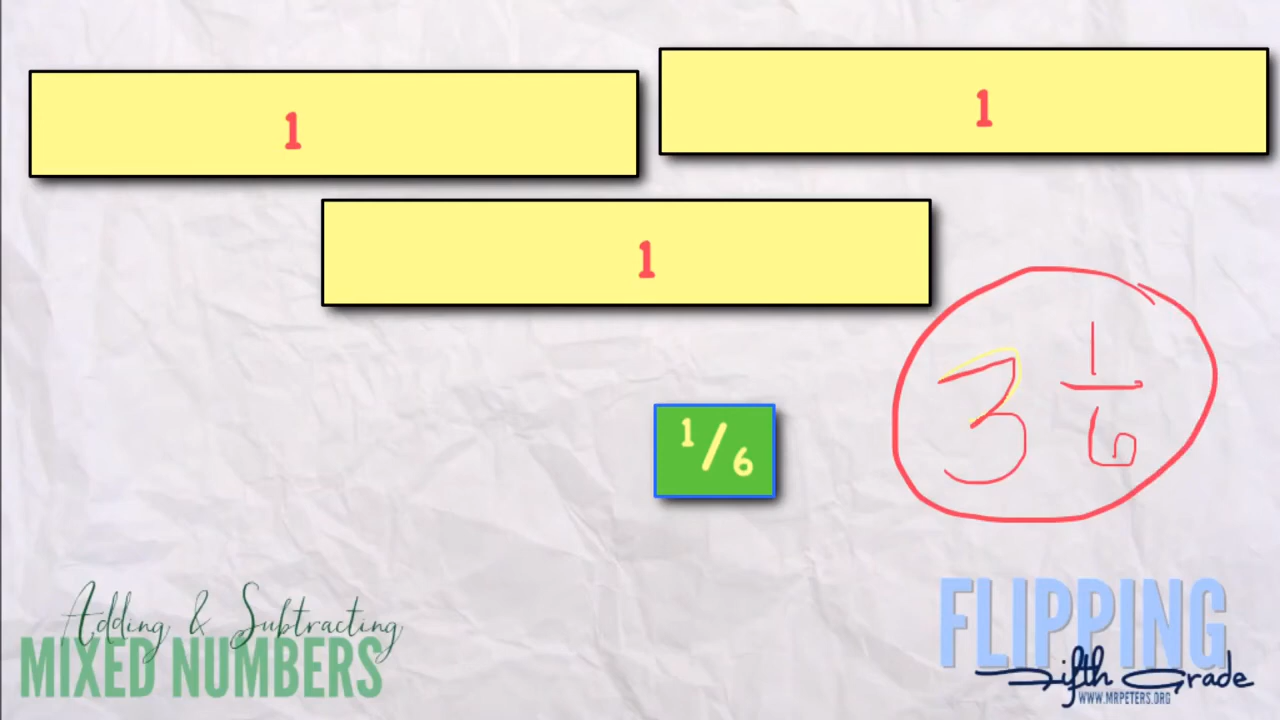 1
1
1
3 1/6
1/6
Adding & Subtracting
MIXED NUMBERS
FLIPPING
Fifth Grade
WWW.MRPETERS.ORG